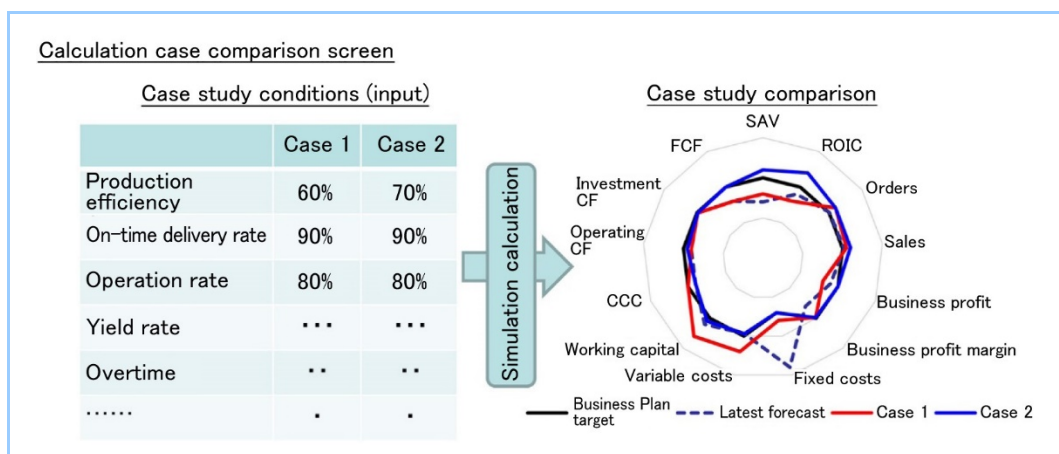 Calculation case comparison screen
Case study conditions (input)
Case 1 Case 2
Production
efficiency 60% 70%
On-time delivery rate 90% 90%
Operation rate 80% 80%
Yield rate ・・・ ・・・
Overtime ・・ ・・
…… ・ ・
Simulation calculation
Case study comparison
SAV
ROIC
Orders
Sales
Business profit
Business profit margin
Fixed costs
Variable costs
Working capital
CCC
Operating
CF
Investment
CF
FCF
Business Plan
target
Latest forecast
Case 1
Case 2